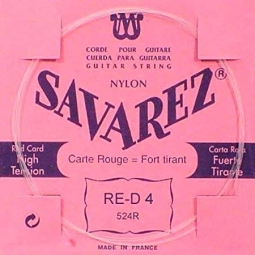 CORDE POUR GUITARE
CUERDA PARA GUITARRA
GUITAR STRING
NYLON
SAVAREZ®
Red Card
High
Tension
Carte Rouge = Fort tirant
Carta Roja
Fuerte
Tirante
RE-D 4
524R
CE
MADE IN FRANCE